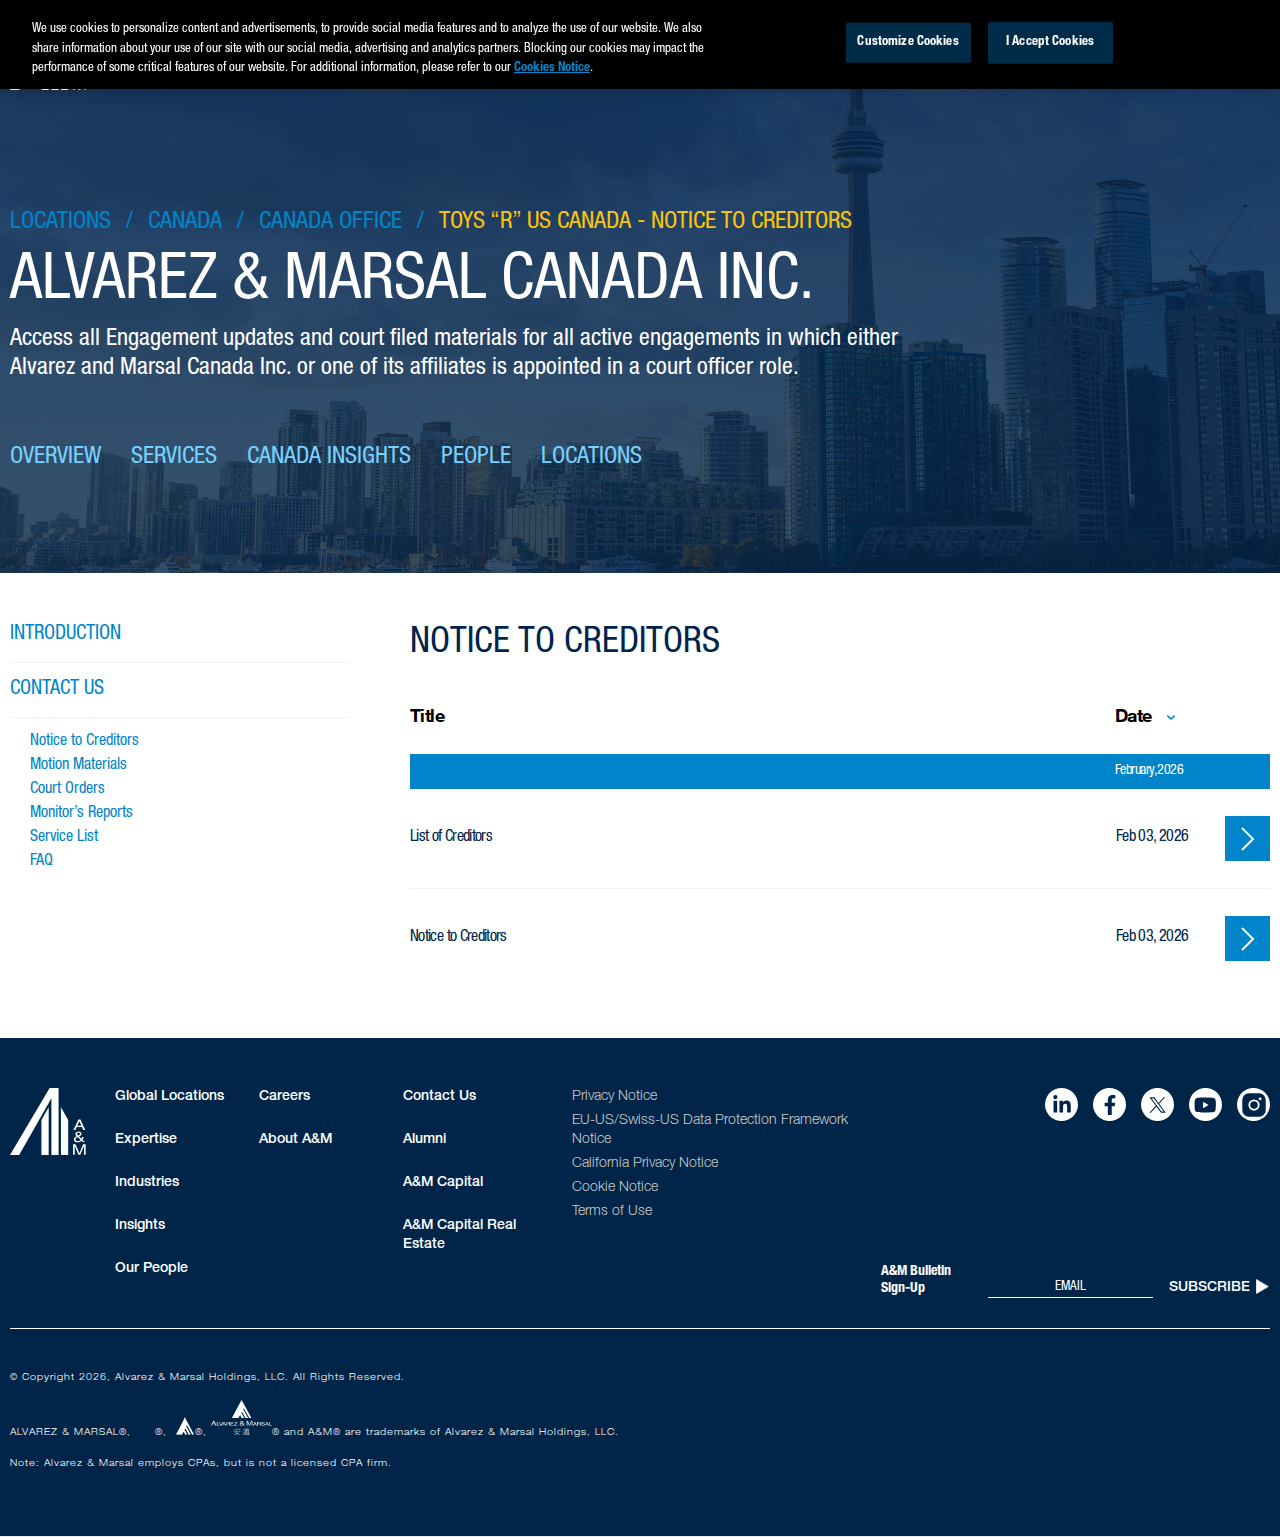 We use cookies to personalize content and advertisements, to provide social media features and to analyze the use of our website. We also
share information about your use of our site with our social media, advertising and analytics partners. Blocking our cookies may impact the
performance of some critical features of our website. For additional information, please refer to our Cookies Notice.
Customize Cookies
I Accept Cookies
LOCATIONS / CANADA / CANADA OFFICE / TOYS “R” US CANADA - NOTICE TO CREDITORS
ALVAREZ & MARSAL CANADA INC.
Access all Engagement updates and court filed materials for all active engagements in which either
Alvarez and Marsal Canada Inc. or one of its affiliates is appointed in a court officer role.
OVERVIEW SERVICES CANADA INSIGHTS PEOPLE LOCATIONS
INTRODUCTION
CONTACT US
Notice to Creditors
Motion Materials
Court Orders
Monitor’s Reports
Service List
FAQ
NOTICE TO CREDITORS
Title Date
February,2026
List of Creditors Feb 03, 2026
Notice to Creditors Feb 03, 2026
A&M
Global Locations
Expertise
Industries
Insights
Our People
Careers
About A&M
Contact Us
Alumni
A&M Capital
A&M Capital Real
Estate
Privacy Notice
EU-US/Swiss-US Data Protection Framework
Notice
California Privacy Notice
Cookie Notice
Terms of Use
A&M Bulletin
Sign-Up
EMAIL
SUBSCRIBE
© Copyright 2026, Alvarez & Marsal Holdings, LLC. All Rights Reserved.
ALVAREZ & MARSAL®, ®, ®, ALVAREZ & MARSAL ® and A&M® are trademarks of Alvarez & Marsal Holdings, LLC.
Note: Alvarez & Marsal employs CPAs, but is not a licensed CPA firm.